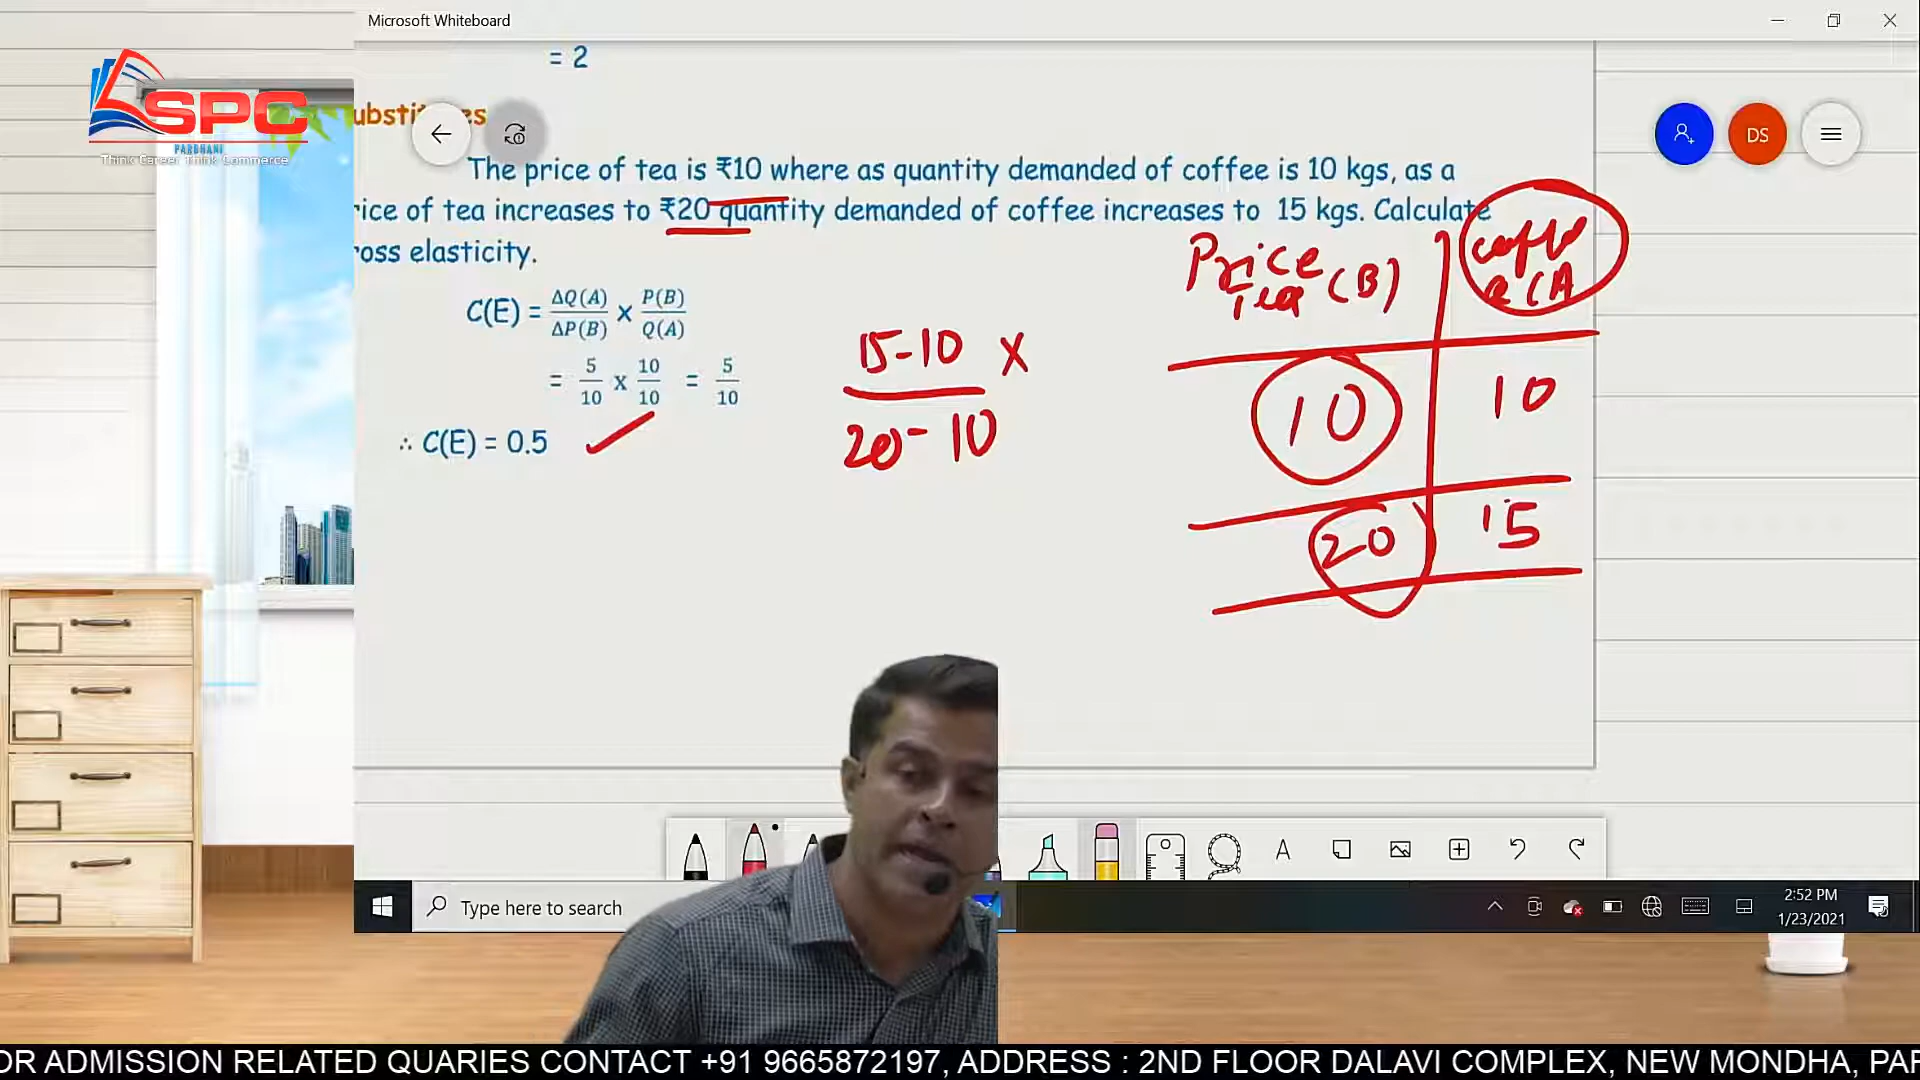 Microsoft Whiteboard
= 2
SPC
PARBHANI
Think Career Think Commerce
ubstitutes
DS
The price of tea is ₹10 where as quantity demanded of coffee is 10 kgs, as a
rice of tea increases to ₹20 quantity demanded of coffee increases to 15 kgs. Calculate
ross elasticity.
C(E) = ΔQ(A)/ΔP(B) x P(B)/Q(A)
= 5/10 x 10/10 = 5/10
∴ C(E) = 0.5
15-10 x
20-10
Price
Tea (B)
10 10
20 15
Type here to search
2:52 PM
1/23/2021
OR ADMISSION RELATED QUARIES CONTACT +91 9665872197, ADDRESS : 2ND FLOOR DALAVI COMPLEX, NEW MONDHA, PAR